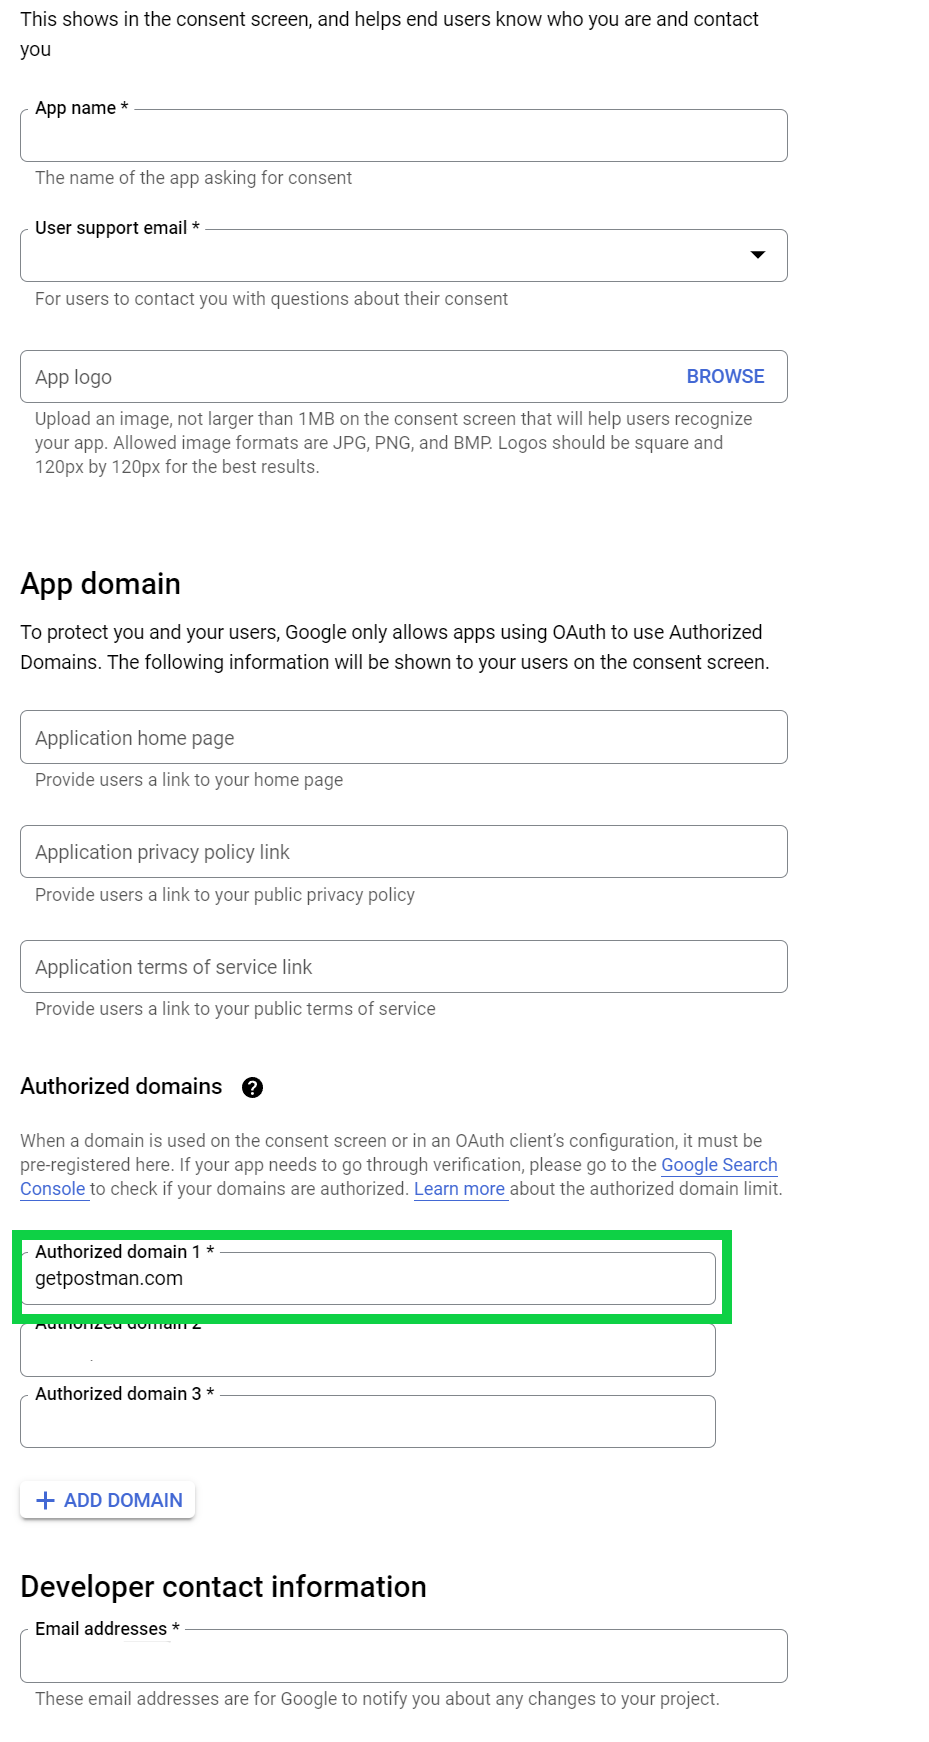 This shows in the consent screen, and helps end users know who you are and contact
you
App name *
The name of the app asking for consent
User support email *
For users to contact you with questions about their consent
App logo
BROWSE
Upload an image, not larger than 1MB on the consent screen that will help users recognize
your app. Allowed image formats are JPG, PNG, and BMP. Logos should be square and
120px by 120px for the best results.
App domain
To protect you and your users, Google only allows apps using OAuth to use Authorized
Domains. The following information will be shown to your users on the consent screen.
Application home page
Provide users a link to your home page
Application privacy policy link
Provide users a link to your public privacy policy
Application terms of service link
Provide users a link to your public terms of service
Authorized domains ?
When a domain is used on the consent screen or in an OAuth client's configuration, it must be
pre-registered here. If your app needs to go through verification, please go to the Google Search
Console to check if your domains are authorized. Learn more about the authorized domain limit.
Authorized domain 1 *
getpostman.com
Authorized domain 2
Authorized domain 3 *
+ ADD DOMAIN
Developer contact information
Email addresses *
These email addresses are for Google to notify you about any changes to your project.